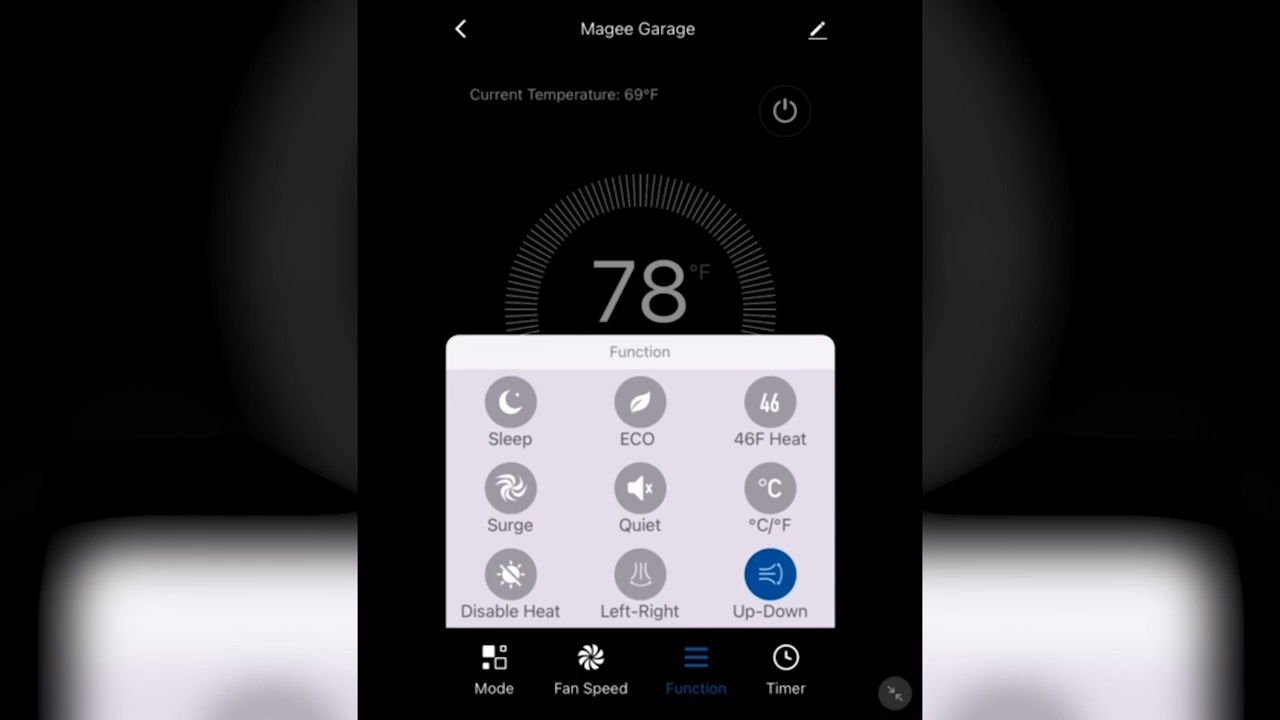 Magee Garage
Current Temperature: 69°F
78°F
Function
Sleep
ECO
46
46F Heat
Surge
Quiet
°C
°C/°F
Disable Heat
Left-Right
Up-Down
Mode
Fan Speed
Function
Timer